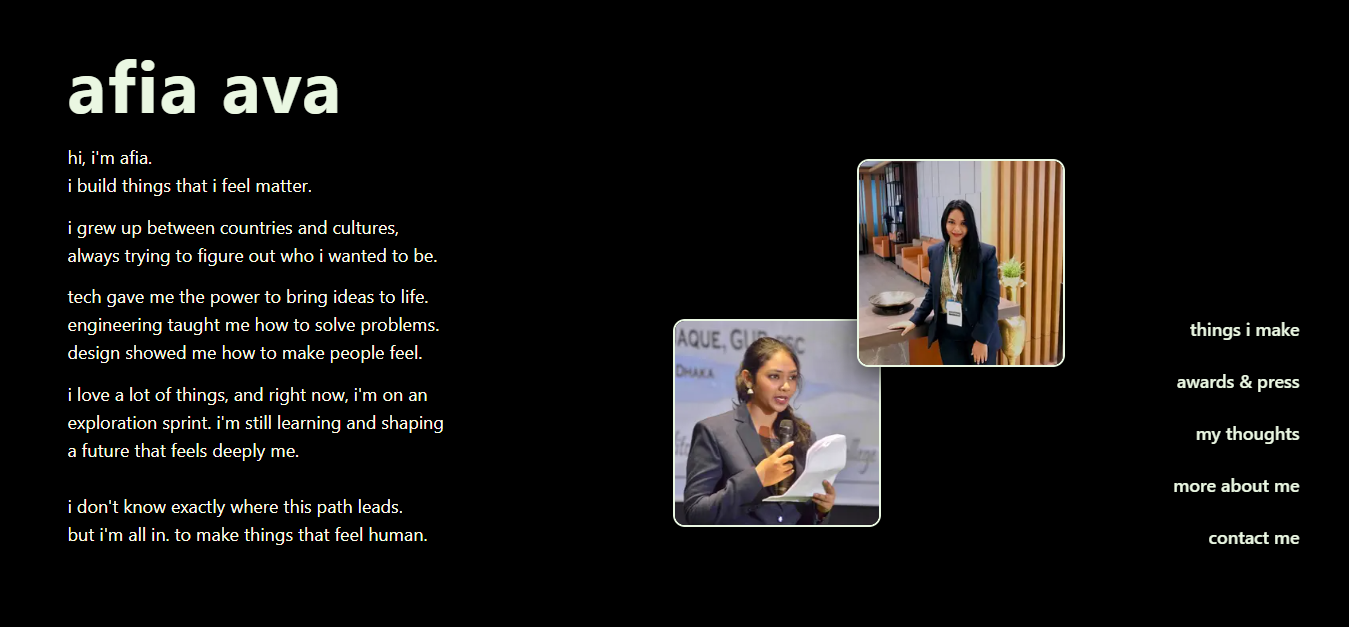 afia ava
hi, i'm afia.
i build things that i feel matter.
i grew up between countries and cultures,
always trying to figure out who i wanted to be.
tech gave me the power to bring ideas to life.
engineering taught me how to solve problems.
design showed me how to make people feel.
i love a lot of things, and right now, i'm on an
exploration sprint. i'm still learning and shaping
a future that feels deeply me.
i don't know exactly where this path leads.
but i'm all in. to make things that feel human.
DHAKA
things i make
awards & press
my thoughts
more about me
contact me